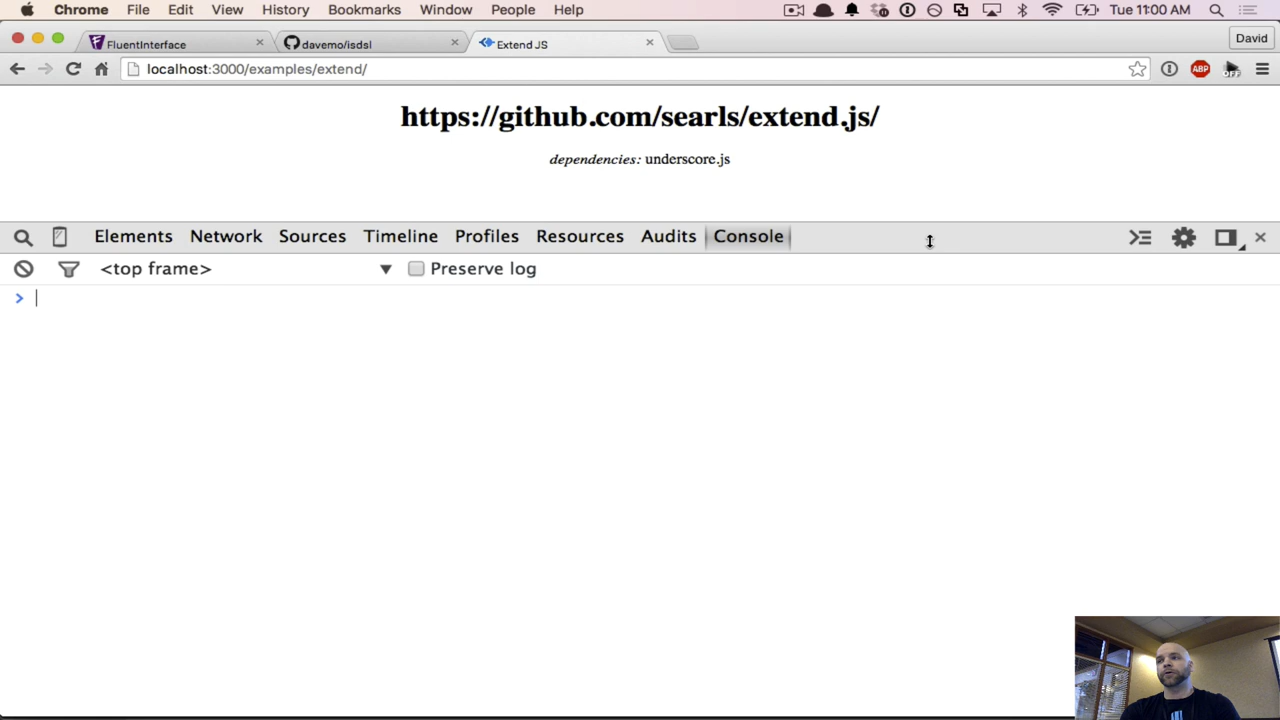 Chrome File Edit View History Bookmarks Window People Help Tue 11:00 AM
FluentInterface davemo/isdsl Extend JS David
localhost:3000/examples/extend/ ABP OFF
https://github.com/searls/extend.js/
dependencies: underscore.js
Elements Network Sources Timeline Profiles Resources Audits Console
<top frame> Preserve log